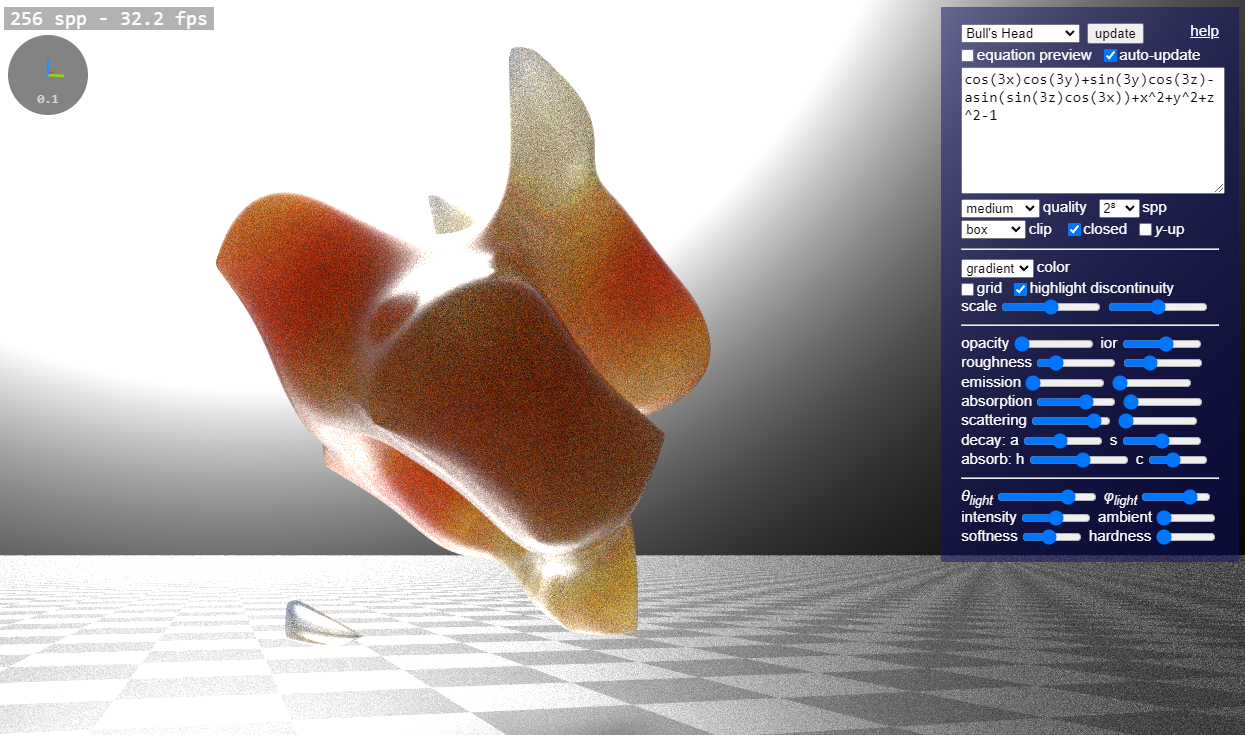 256 spp - 32.2 fps
0.1
Bull's Head update help
equation preview auto-update
cos(3x)cos(3y)+sin(3y)cos(3z)-
asin(sin(3z)cos(3x))+x^2+y^2+z
^2-1
medium quality 2⁸ spp
box clip closed y-up
gradient color
grid highlight discontinuity
scale
opacity ior
roughness
emission
absorption
scattering
decay: a s
absorb: h c
θlight φlight
intensity ambient
softness hardness